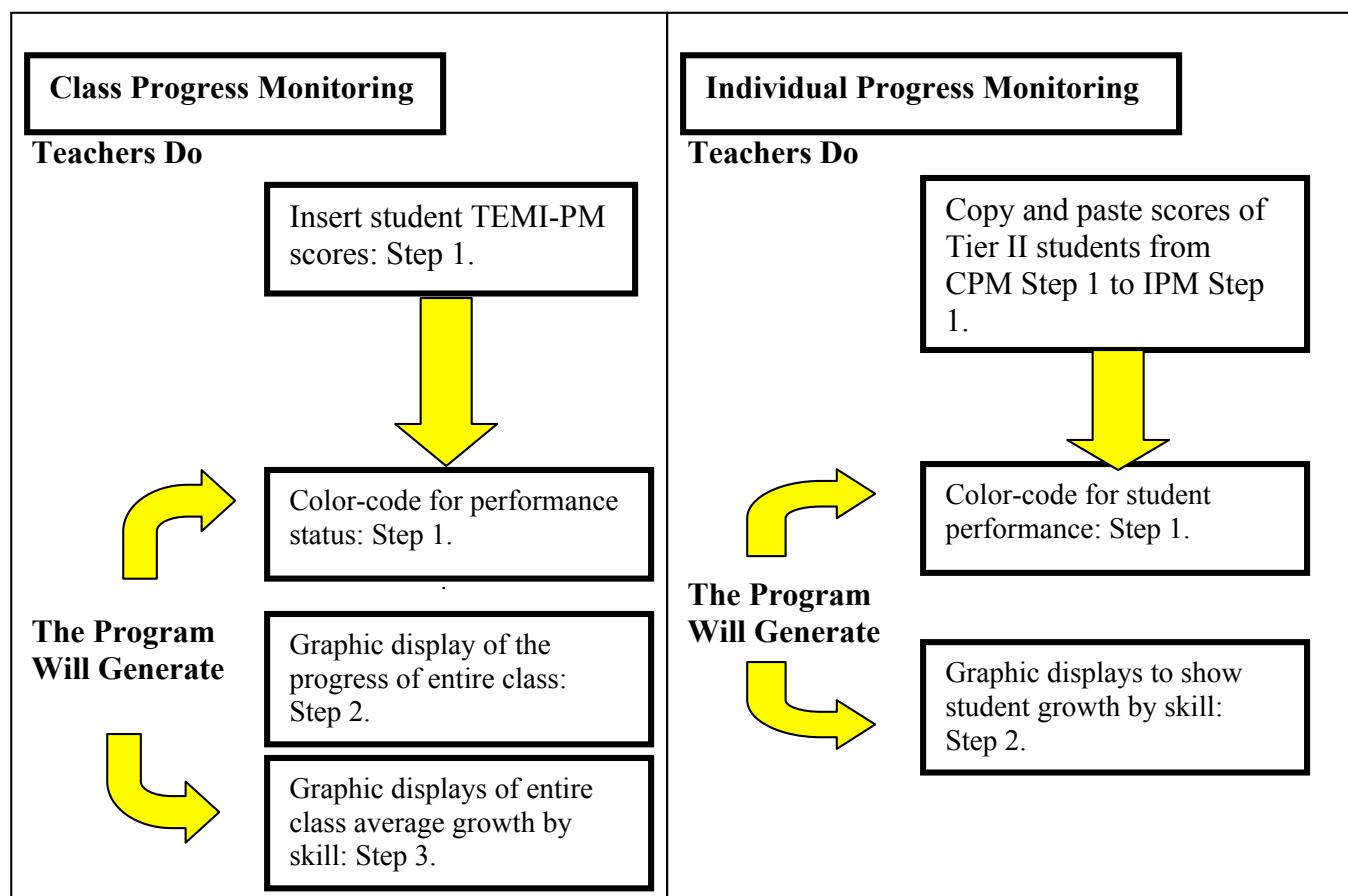 Class Progress Monitoring
Teachers Do
Insert student TEMI-PM
scores: Step 1.
Color-code for performance
status: Step 1.
.
The Program
Will Generate
Graphic display of the
progress of entire class:
Step 2.
Graphic displays of entire
class average growth by
skill: Step 3.
Individual Progress Monitoring
Teachers Do
Copy and paste scores of
Tier II students from
CPM Step 1 to IPM Step
1.
Color-code for student
performance: Step 1.
The Program
Will Generate
Graphic displays to show
student growth by skill:
Step 2.